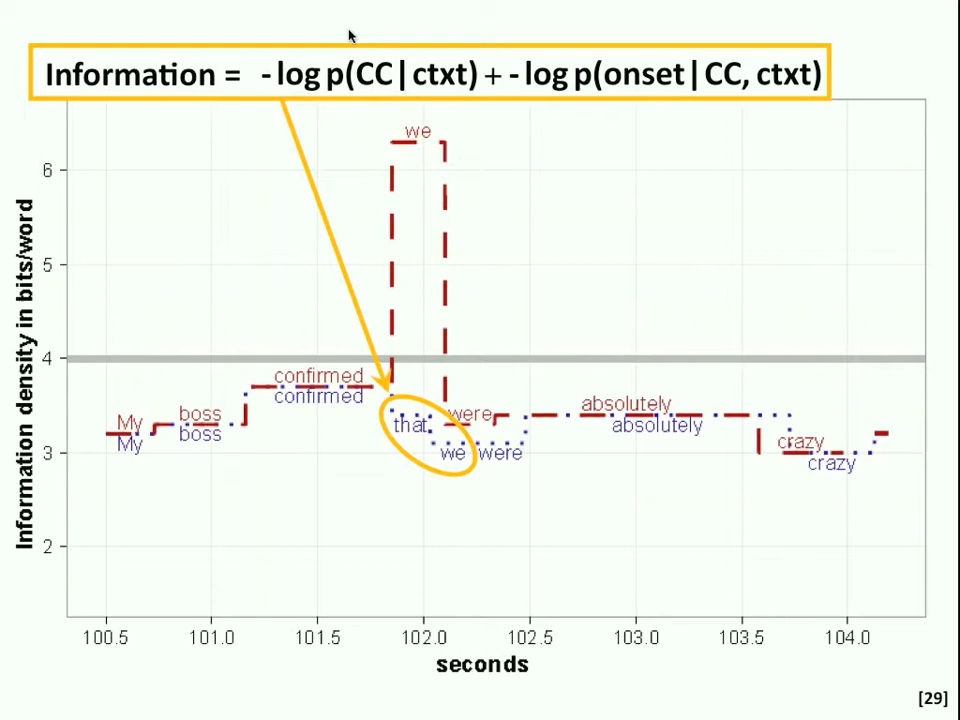 Information = -log p(CC|ctxt) + -log p(onset|CC, ctxt)
Information density in bits/word
6
5
4
3
2
we
confirmed
confirmed
My
My
boss
boss
that
we
were
were
absolutely
absolutely
crazy
crazy
100.5 101.0 101.5 102.0 102.5 103.0 103.5 104.0
seconds
[29]